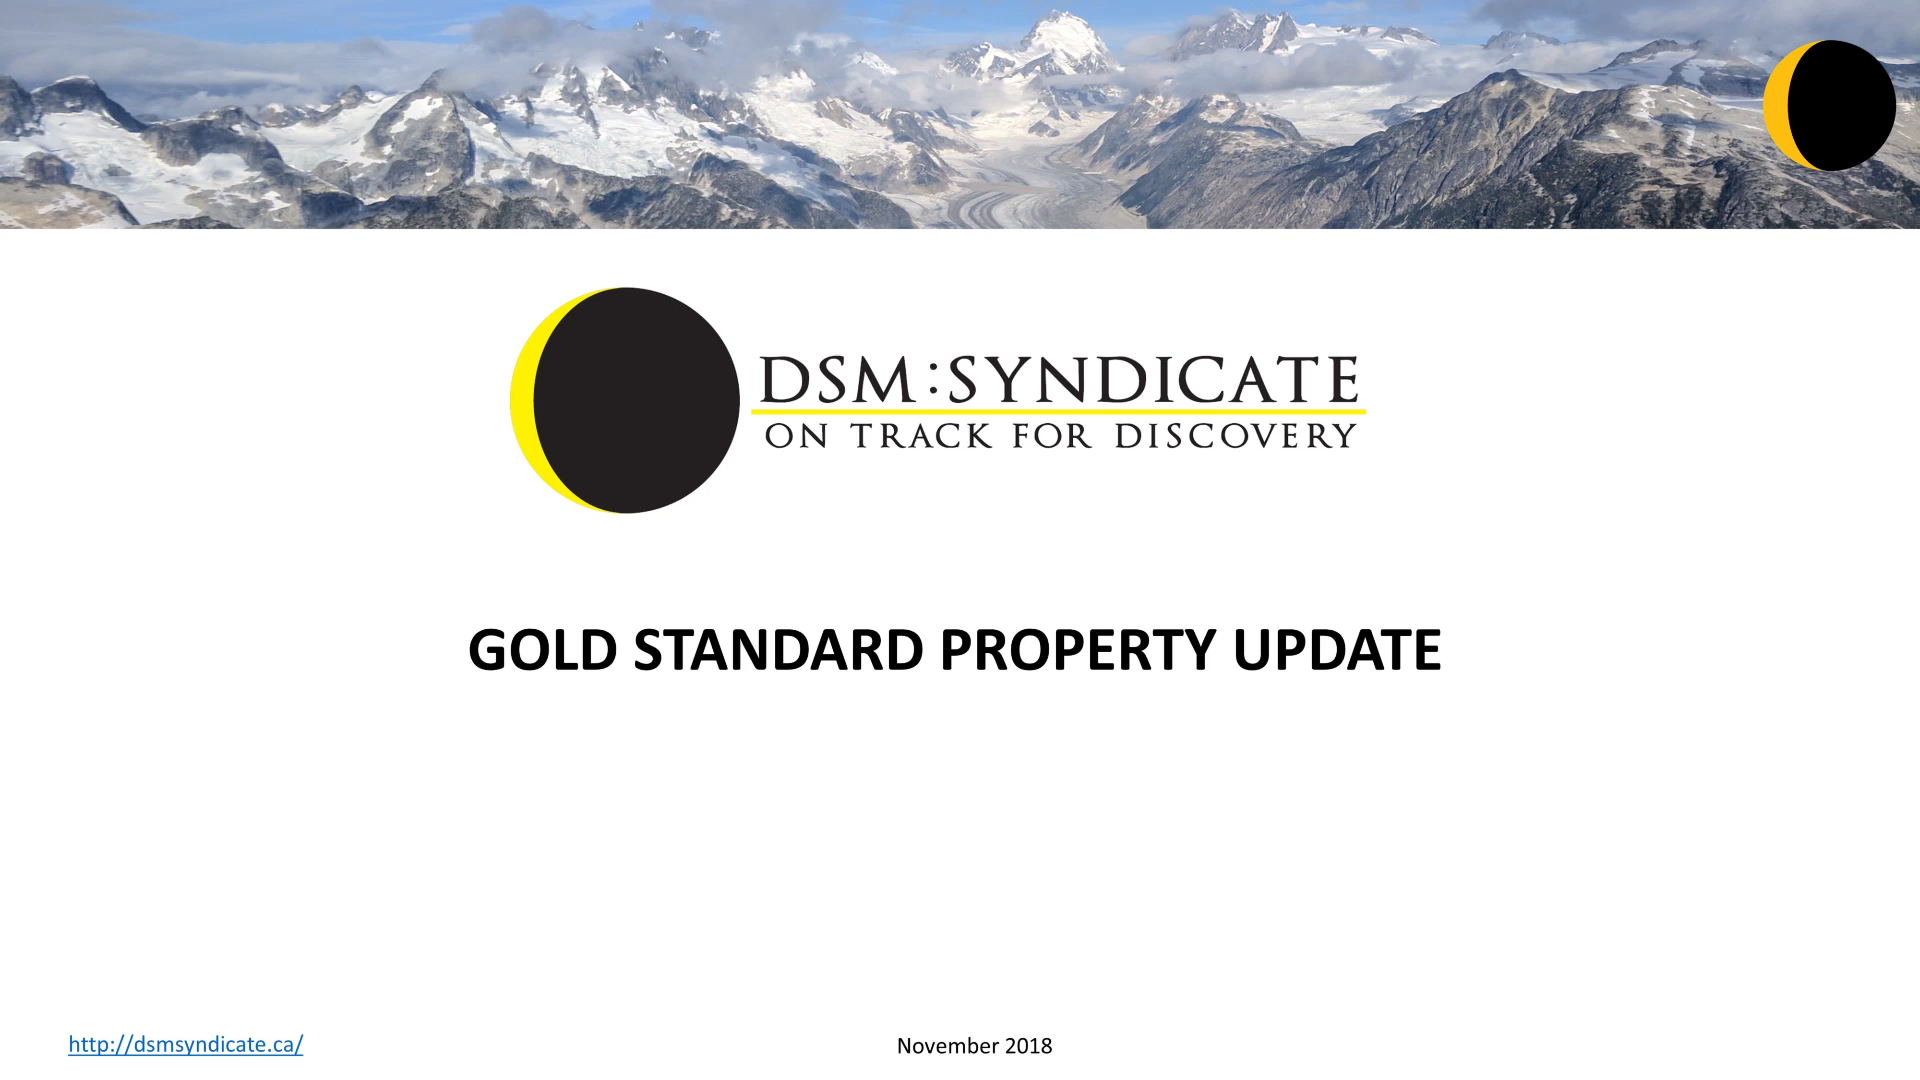 DSM:SYNDICATE
ON TRACK FOR DISCOVERY
GOLD STANDARD PROPERTY UPDATE
http://dsmsyndicate.ca/
November 2018